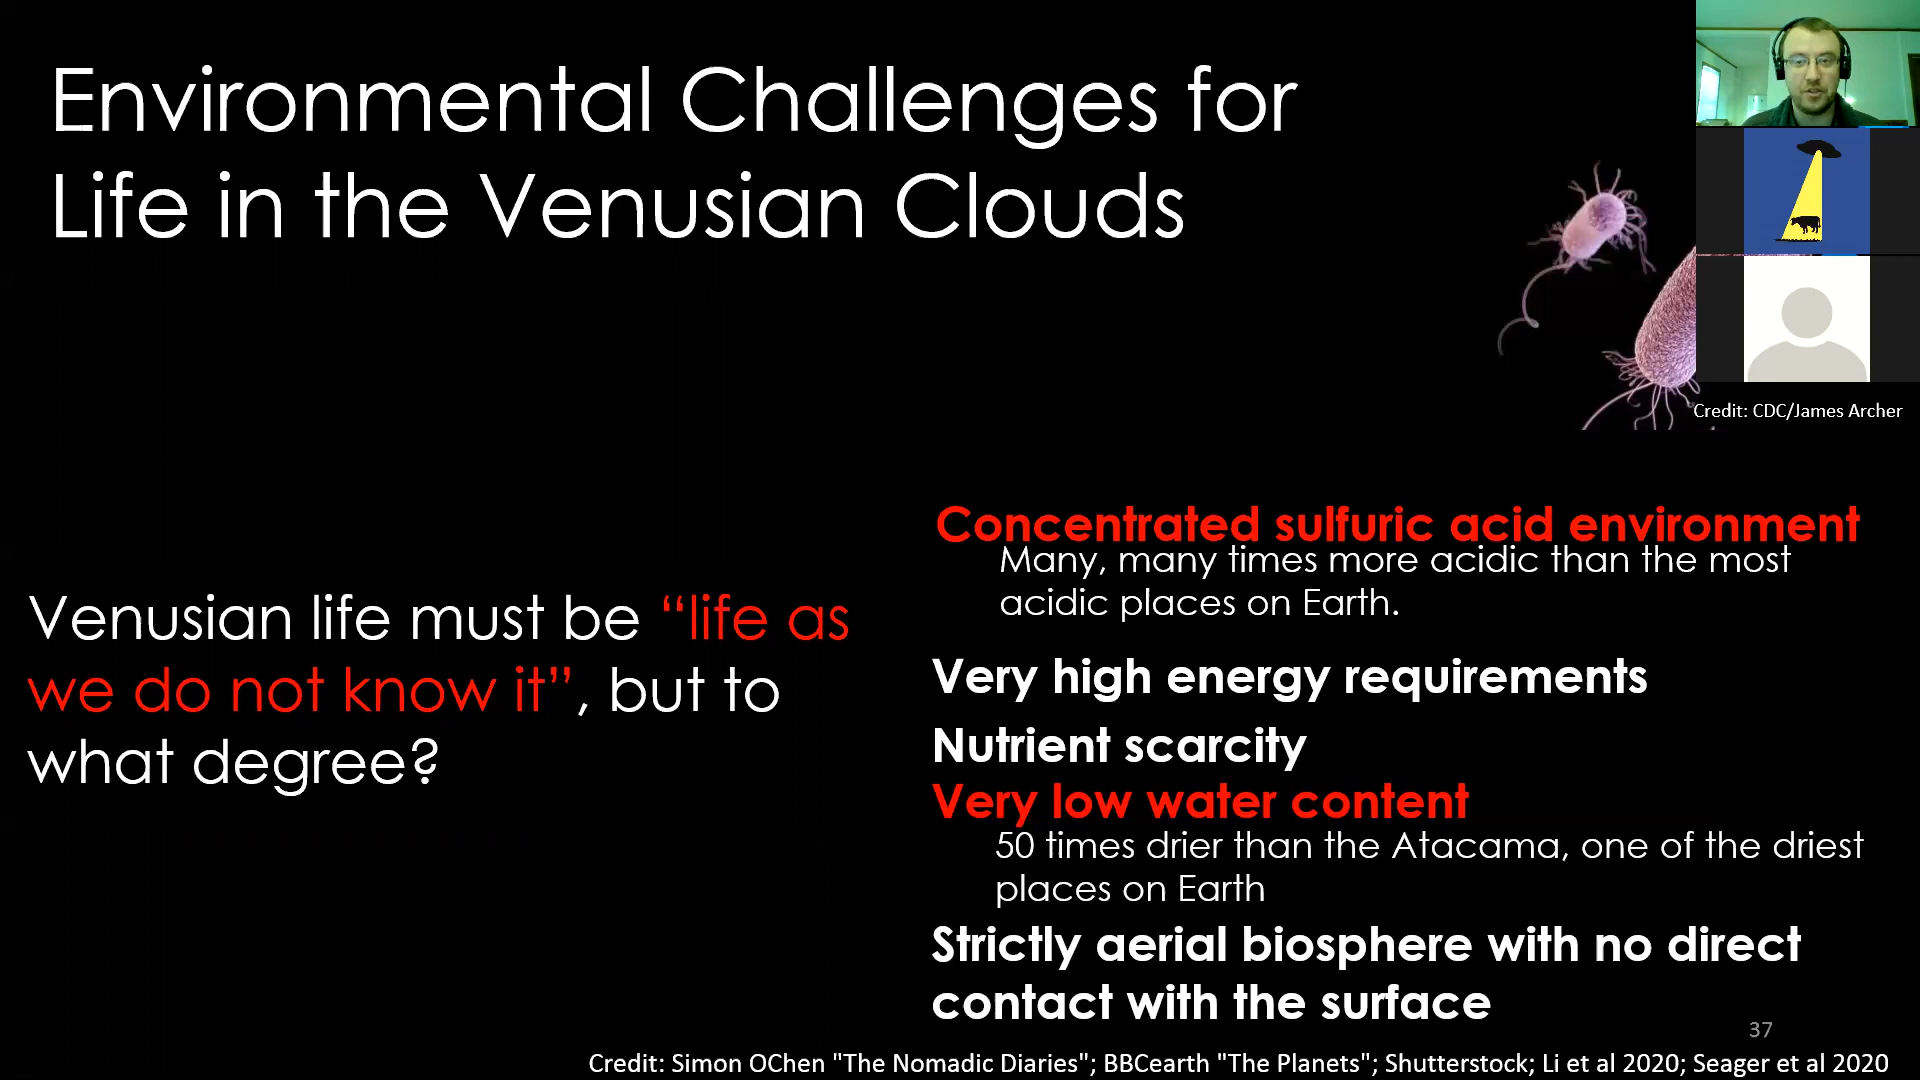 Environmental Challenges for
Life in the Venusian Clouds
Credit: CDC/James Archer
Venusian life must be “life as
we do not know it”, but to
what degree?
Concentrated sulfuric acid environment
Many, many times more acidic than the most
acidic places on Earth.
Very high energy requirements
Nutrient scarcity
Very low water content
50 times drier than the Atacama, one of the driest
places on Earth
Strictly aerial biosphere with no direct
contact with the surface
37
Credit: Simon OChen "The Nomadic Diaries"; BBCearth "The Planets"; Shutterstock; Li et al 2020; Seager et al 2020